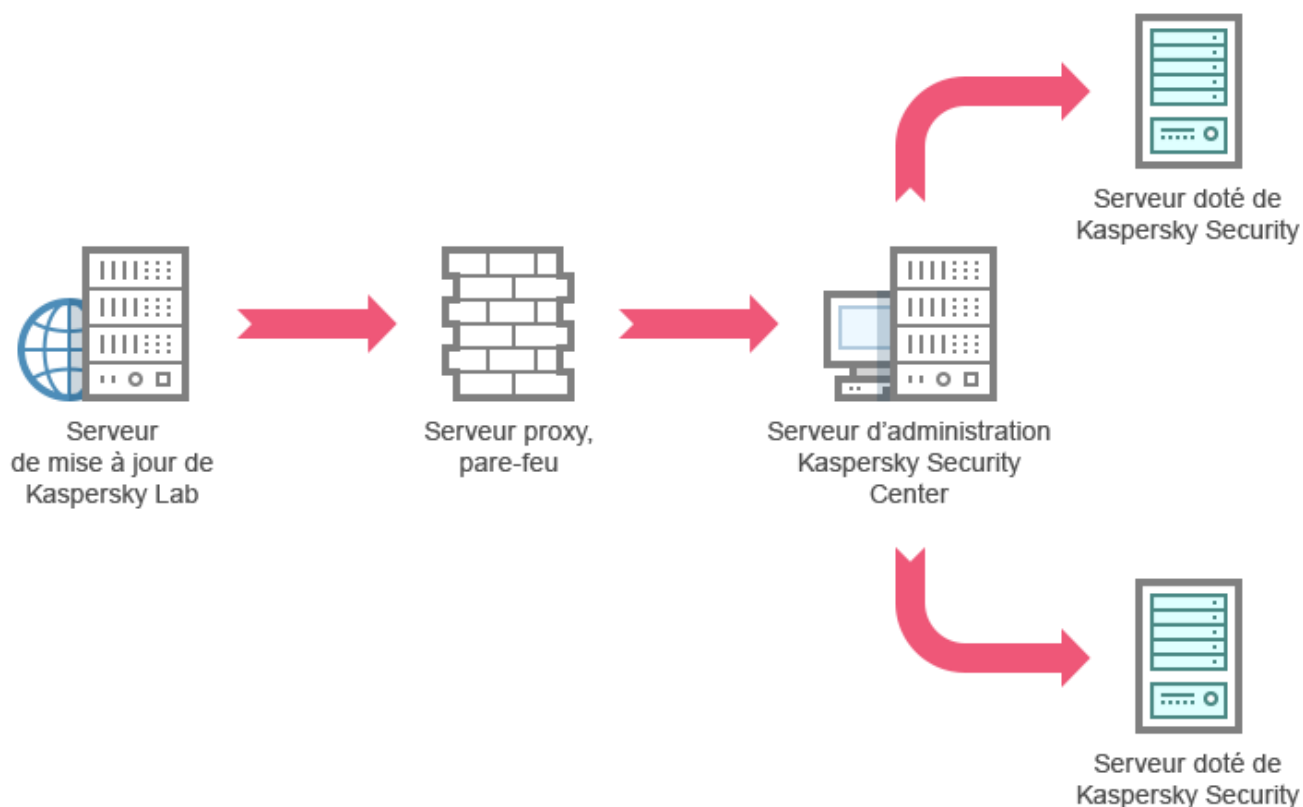 Serveur doté de
Kaspersky Security
Serveur
de mise à jour de
Kaspersky Lab
Serveur proxy,
pare-feu
Serveur d’administration
Kaspersky Security
Center
Serveur doté de
Kaspersky Security